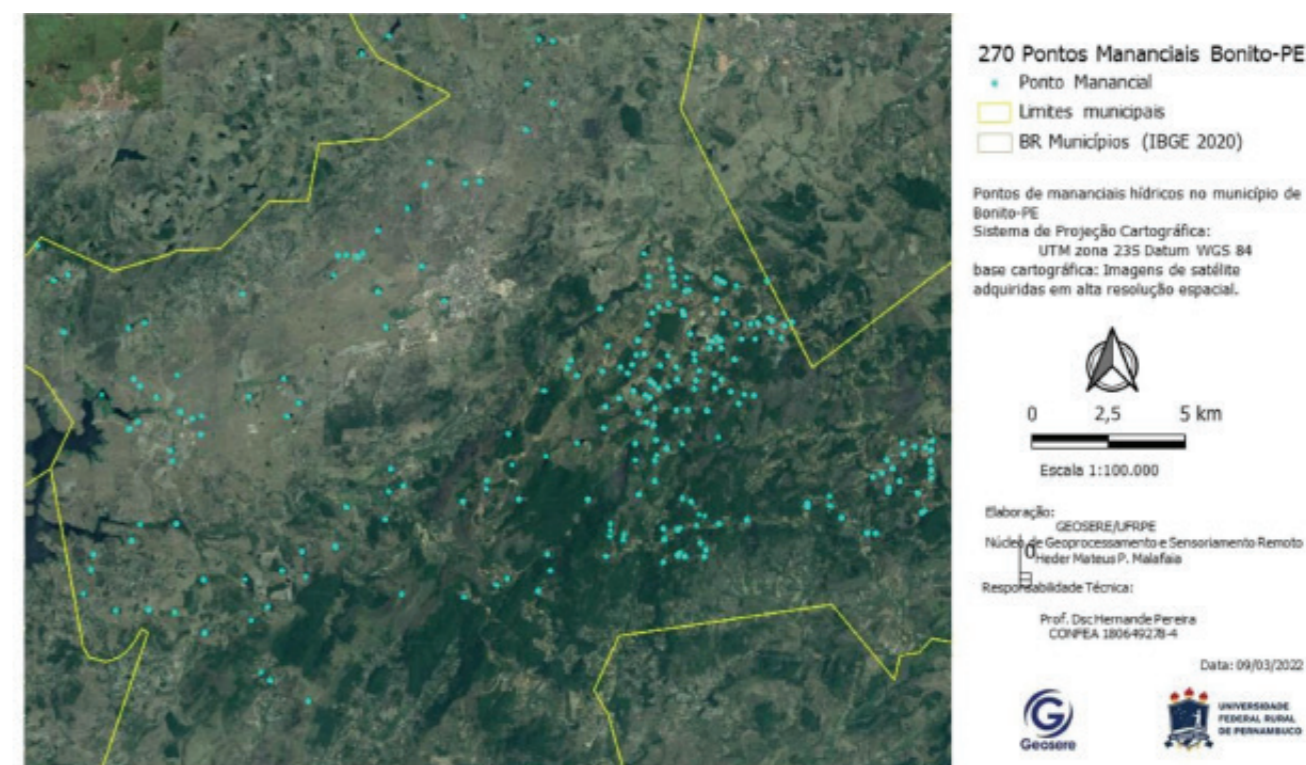 270 Pontos Mananciais Bonito-PE
Ponto Manancial
Limites municipais
BR Municípios (IBGE 2020)
Pontos de mananciais hídricos no município de
Bonito-PE
Sistema de Projeção Cartográfica:
UTM zona 23S Datum WGS 84
base cartográfica: Imagens de satélite
adquiridas em alta resolução espacial.
0 2,5 5 km
Escala 1:100.000
Elaboração:
GEOSERE/UFRPE
Núcleo de Geoprocessamento e Sensoriamento Remoto
0
Heder Mateus P. Malafaia
Responsabilidade Técnica:
Prof. Dsc Hernande Pereira
CONFEA 180649278-4
Data: 09/03/2022
Geosere
UNIVERSIDADE
FEDERAL RURAL
DE PERNAMBUCO